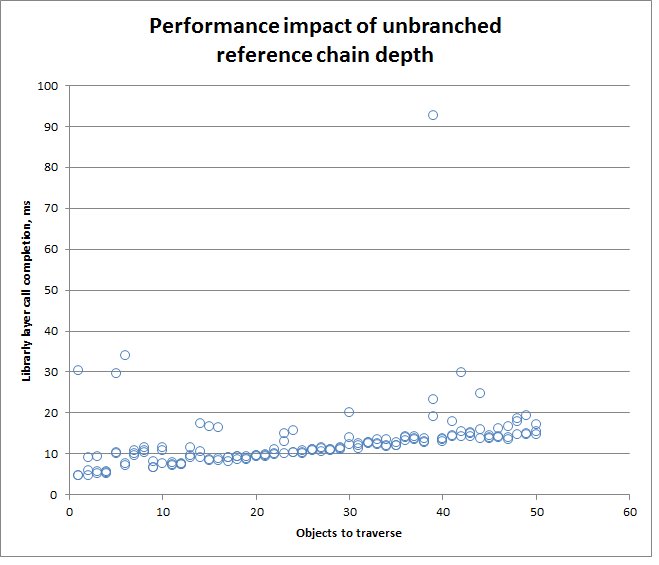 Performance impact of unbranched
reference chain depth
100
90
80
70
60
50
40
30
20
10
0
Librarly layer call completion, ms
0 10 20 30 40 50 60
Objects to traverse